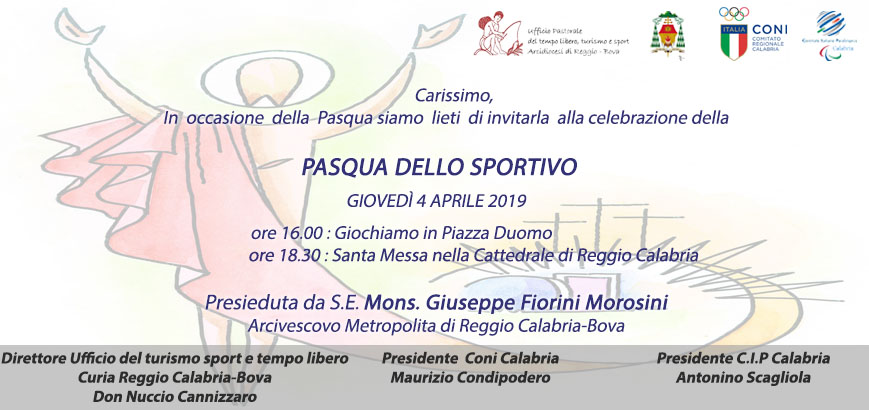 Ufficio Pastorale
del tempo libero, turismo e sport
Arcidiocesi di Reggio - Bova
ITALIA
CONI
COMITATO
REGIONALE
CALABRIA
Comitato Italiano Paralimpico
Calabria
Carissimo,
In occasione della Pasqua siamo lieti di invitarla alla celebrazione della
PASQUA DELLO SPORTIVO
GIOVEDÌ 4 APRILE 2019
ore 16.00 : Giochiamo in Piazza Duomo
ore 18.30 : Santa Messa nella Cattedrale di Reggio Calabria
Presieduta da S.E. Mons. Giuseppe Fiorini Morosini
Arcivescovo Metropolita di Reggio Calabria-Bova
Direttore Ufficio del turismo sport e tempo libero
Curia Reggio Calabria-Bova
Don Nuccio Cannizzaro
Presidente Coni Calabria
Maurizio Condipodero
Presidente C.I.P Calabria
Antonino Scagliola